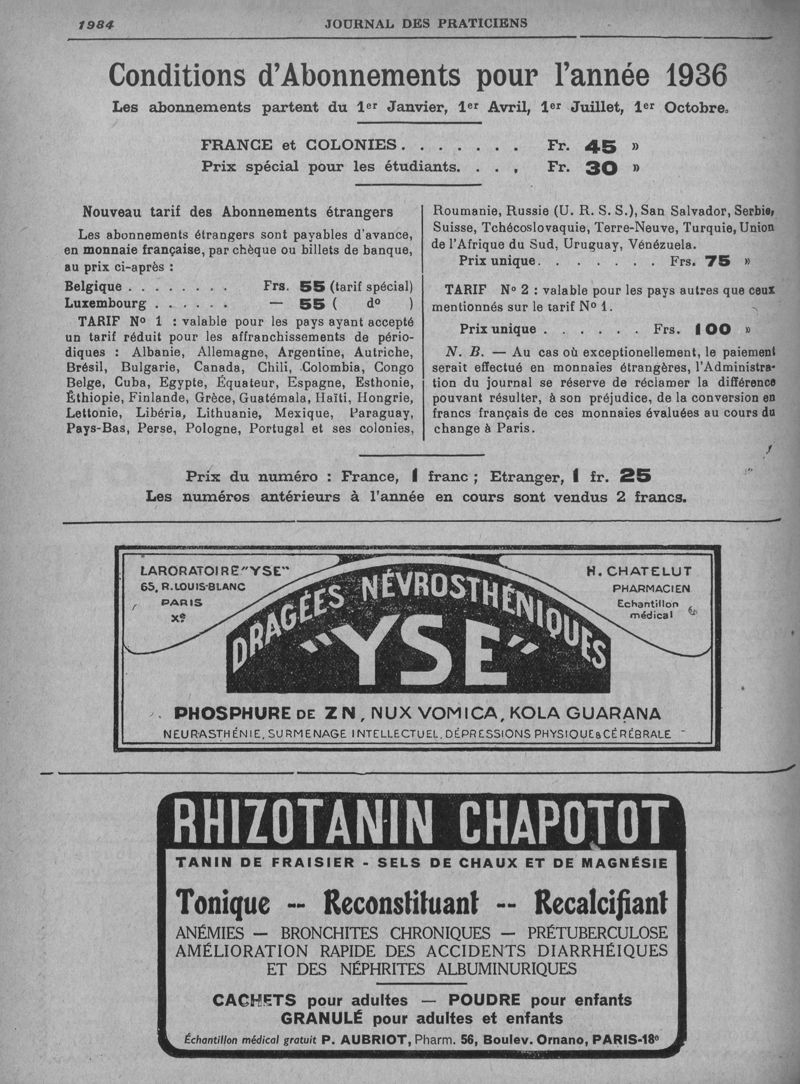 1984
JOURNAL DES PRATICIENS
Conditions d'Abonnements pour l'année 1936
Les abonnements partent du 1er Janvier, 1er Avril, 1er Juillet, 1er Octobre.
FRANCE et COLONIES. . . . . . . Fr. 45 »
Prix spécial pour les étudiants. . . . Fr. 30 »
Nouveau tarif des Abonnements étrangers
Les abonnements étrangers sont payables d'avance,
en monnaie française, par chèque ou billets de banque,
au prix ci-après :
Belgique . . . . . . . . Frs. 55 (tarif spécial)
Luxembourg . . . . . . — 55 ( do )
TARIF No 1 : valable pour les pays ayant accepté
un tarif réduit pour les affranchissements de pério-
diques : Albanie, Allemagne, Argentine, Autriche,
Brésil, Bulgarie, Canada, Chili, Colombia, Congo
Belge, Cuba, Egypte, Équateur, Espagne, Esthonie,
Éthiopie, Finlande, Grèce, Guatémala, Haïti, Hongrie,
Lettonie, Libéria, Lithuanie, Mexique, Paraguay,
Pays-Bas, Perse, Pologne, Portugal et ses colonies,
Roumanie, Russie (U. R. S. S.), San Salvador, Serbie,
Suisse, Tchécoslovaquie, Terre-Neuve, Turquie, Union
de l'Afrique du Sud, Uruguay, Vénézuela.
Prix unique. . . . . . . . Frs. 75 »
TARIF No 2 : valable pour les pays autres que ceux
mentionnés sur le tarif No 1.
Prix unique . . . . . . Frs. 100 »
N. B. — Au cas où exceptionellement, le paiement
serait effectué en monnaies étrangères, l'Administra-
tion du journal se réserve de réclamer la différence
pouvant résulter, à son préjudice, de la conversion en
francs français de ces monnaies évaluées au cours du
change à Paris.
Prix du numéro : France, 1 franc ; Etranger, 1 fr. 25
Les numéros antérieurs à l'année en cours sont vendus 2 francs.
LARORATOIRE "YSE"
65, R. LOUIS-BLANC
PARIS
Xe
H. CHATELUT
PHARMACIEN
Echantillon
médical
DRAGÉES NÉVROSTHÉNIQUES
"YSE"
PHOSPHURE DE ZN, NUX VOMICA, KOLA GUARANA
NEURASTHÉNIE, SURMENAGE INTELLECTUEL, DÉPRESSIONS PHYSIQUE & CÉRÉBRALE
RHIZOTANIN CHAPOTOT
TANIN DE FRAISIER - SELS DE CHAUX ET DE MAGNÉSIE
Tonique -- Reconstituant -- Recalcifiant
ANÉMIES — BRONCHITES CHRONIQUES — PRÉTUBERCULOSE
AMÉLIORATION RAPIDE DES ACCIDENTS DIARRHÉIQUES
ET DES NÉPHRITES ALBUMINURIQUES
CACHETS pour adultes — POUDRE pour enfants
GRANULÉ pour adultes et enfants
Échantillon médical gratuit P. AUBRIOT, Pharm. 56, Boulev. Ornano, PARIS-18e